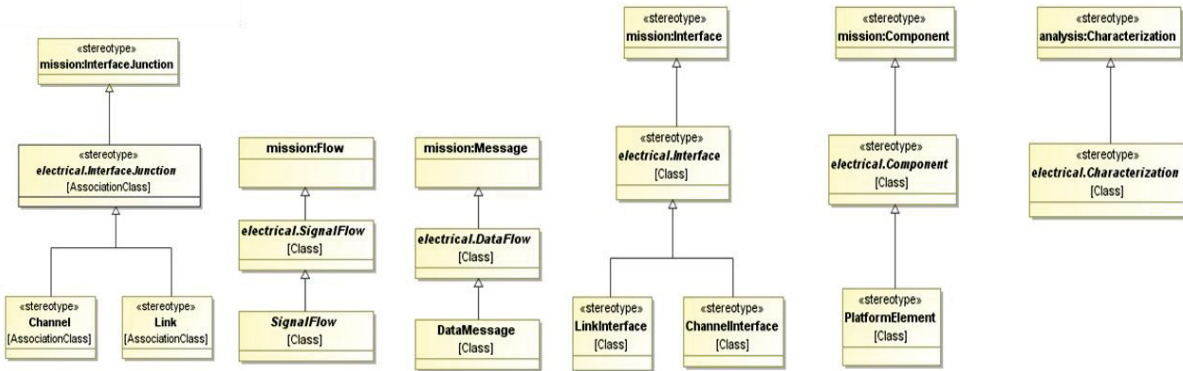 «stereotype»
mission:InterfaceJunction
«stereotype»
electrical.InterfaceJunction
[AssociationClass]
«stereotype»
Channel
[AssociationClass]
«stereotype»
Link
[AssociationClass]
mission:Flow
electrical.SignalFlow
[Class]
SignalFlow
[Class]
mission:Message
electrical.DataFlow
[Class]
DataMessage
[Class]
«stereotype»
mission:Interface
«stereotype»
electrical.Interface
[Class]
«stereotype»
LinkInterface
[Class]
«stereotype»
ChannelInterface
[Class]
«stereotype»
mission:Component
«stereotype»
electrical.Component
[Class]
«stereotype»
PlatformElement
[Class]
«stereotype»
analysis:Characterization
«stereotype»
electrical.Characterization
[Class]